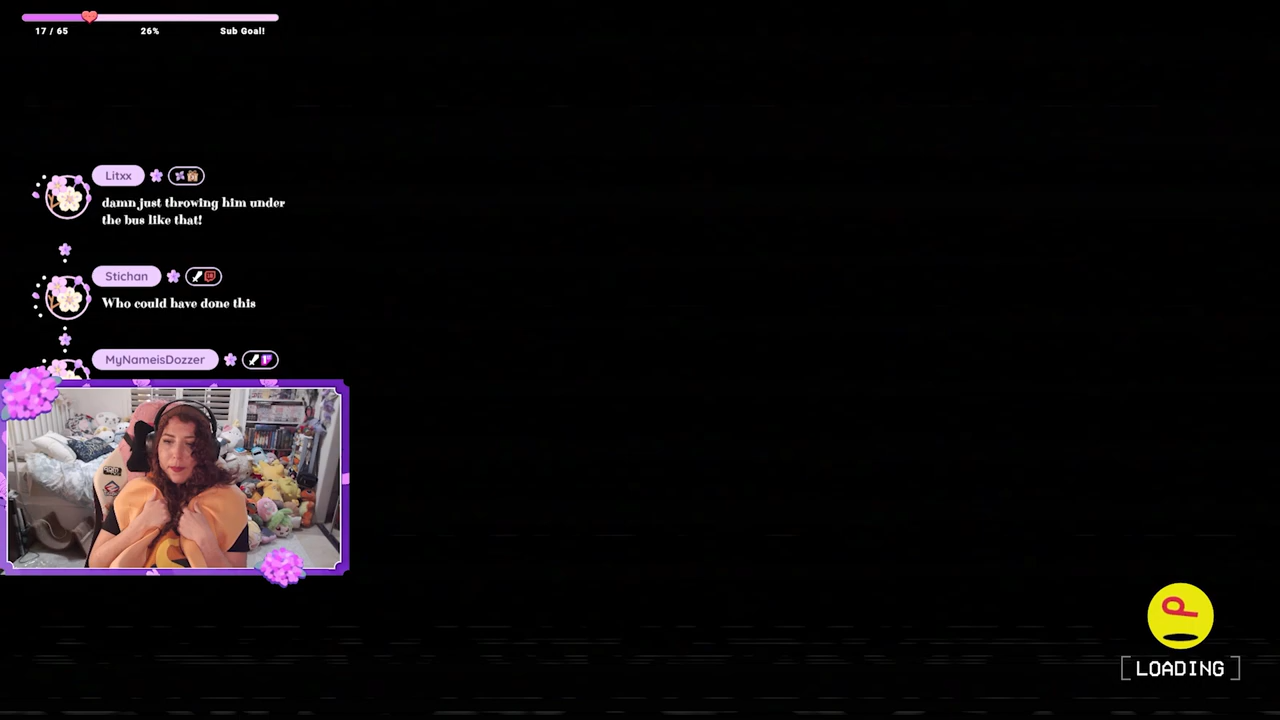 17 / 65 26% Sub Goal!
Litxx
damn just throwing him under
the bus like that!
Stichan
Who could have done this
MyNameisDozzer
P
LOADING